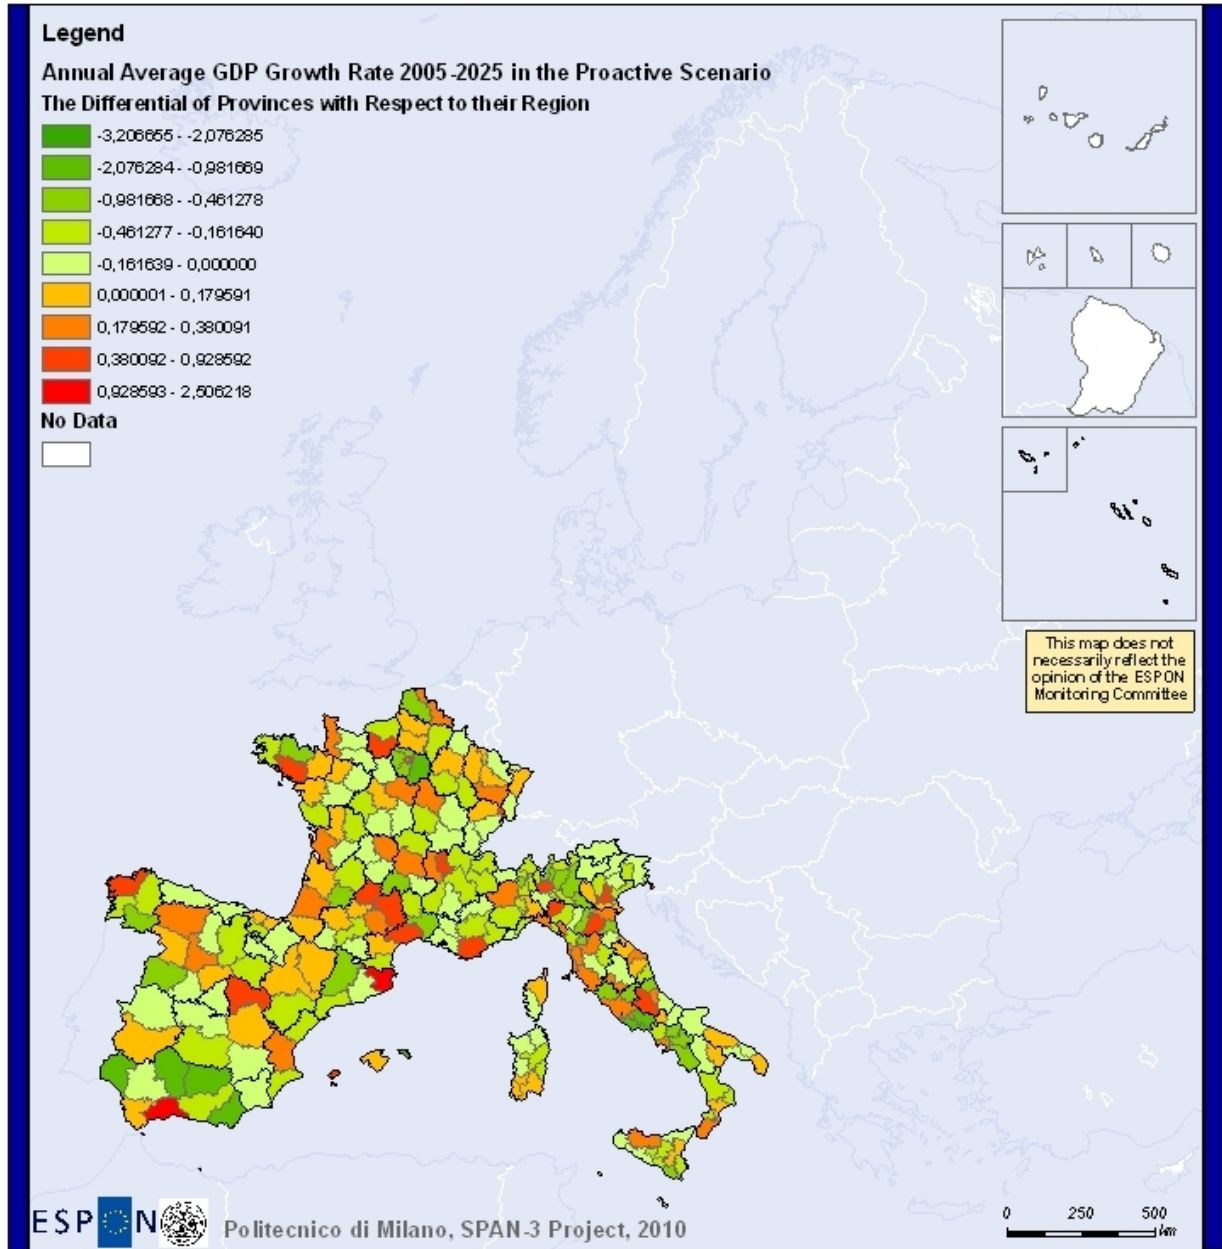 Legend
Annual Average GDP Growth Rate 2005-2025 in the Proactive Scenario
The Differential of Provinces with Respect to their Region
-3,206655 - -2,076285
-2,076284 - -0,981669
-0,981668 - -0,461278
-0,461277 - -0,161640
-0,161639 - 0,000000
0,000001 - 0,179591
0,179592 - 0,380091
0,380092 - 0,928592
0,928593 - 2,506218
No Data
This map does not
necessarily reflect the
opinion of the ESPON
Monitoring Committee
ESPON
Politecnico di Milano, SPAN-3 Project, 2010
0 250 500
km